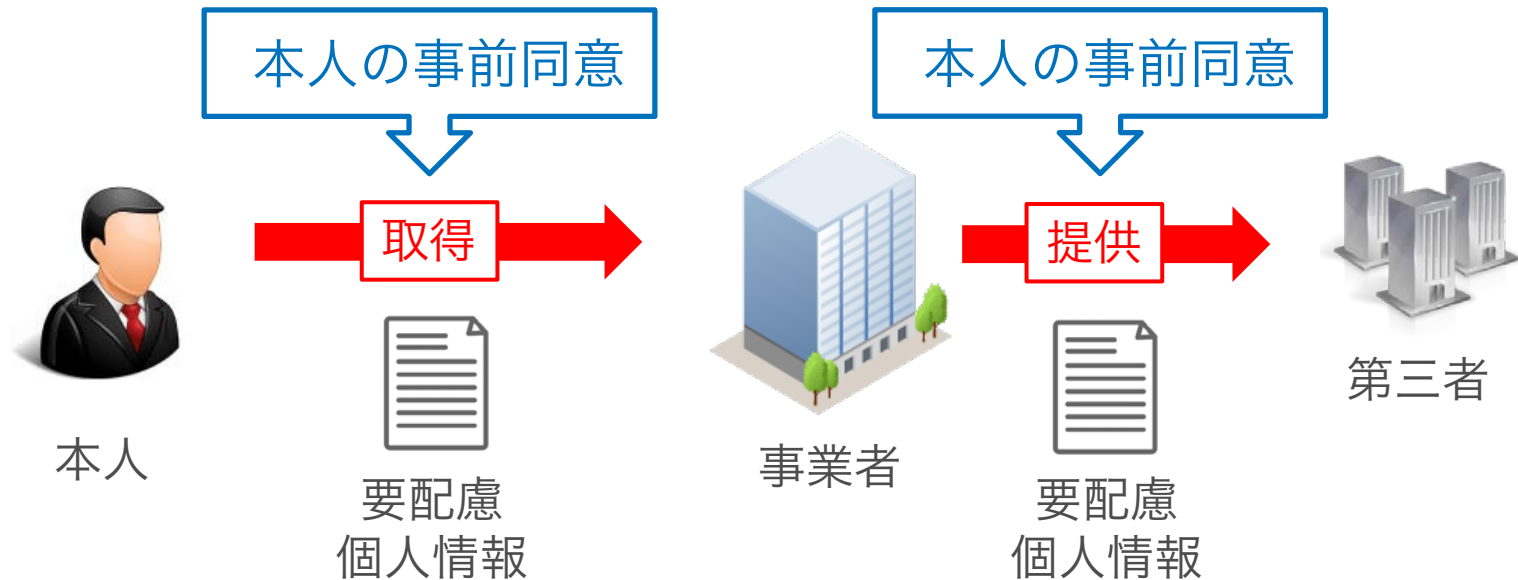 本人の事前同意
本人の事前同意
取得
提供
本人
要配慮
個人情報
事業者
要配慮
個人情報
第三者